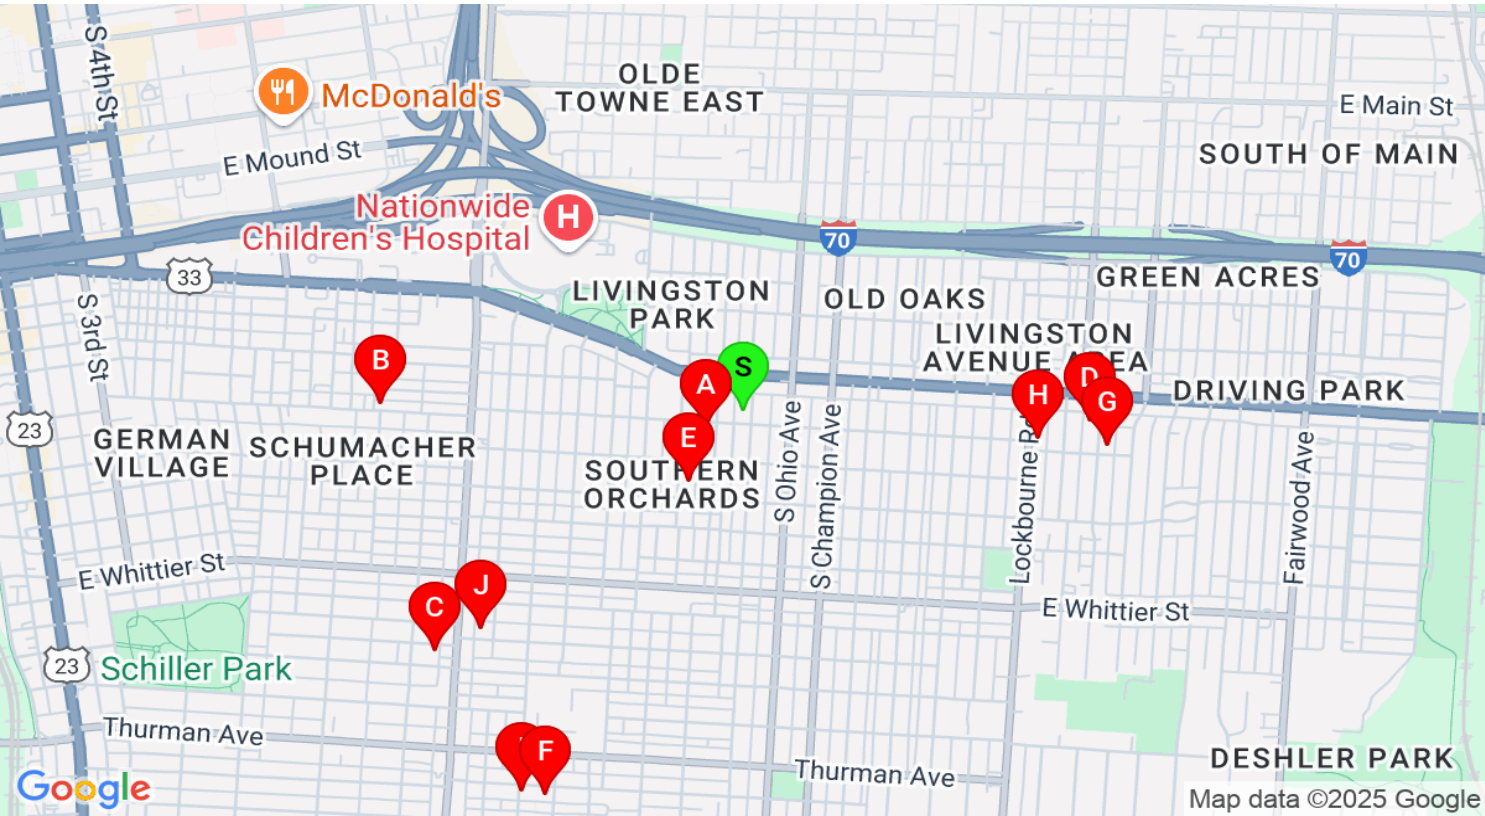 S 4th St
McDonald's
OLDE
TOWNE EAST
E Main St
E Mound St
SOUTH OF MAIN
Nationwide
Children's Hospital
H
70
70
33
GREEN ACRES
LIVINGSTON
PARK
OLD OAKS
S 3rd St
LIVINGSTON
AVENUE AREA
B
S
A
D
H
G
DRIVING PARK
23
GERMAN
VILLAGE
SCHUMACHER
PLACE
E
SOUTHERN
ORCHARDS
S Ohio Ave
S Champion Ave
Lockbourne Rd
Fairwood Ave
E Whittier St
J
C
E Whittier St
23
Schiller Park
Thurman Ave
F
Thurman Ave
DESHLER PARK
Google
Map data ©2025 Google